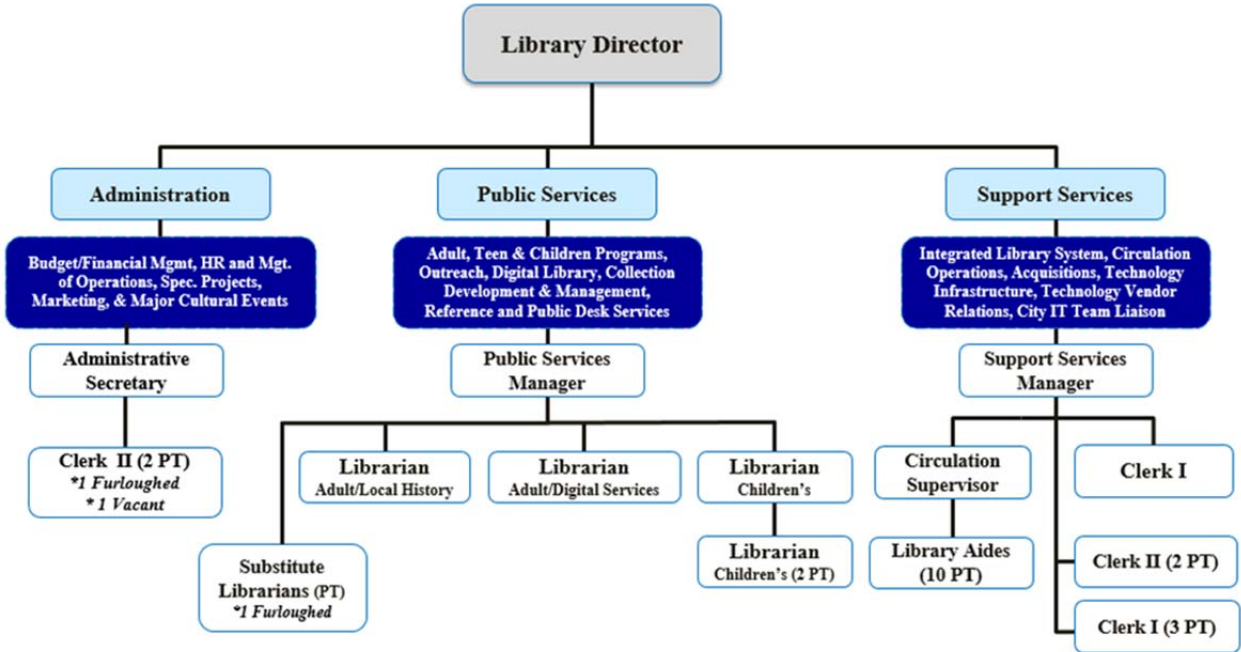 Library Director
Administration
Public Services
Support Services
Budget/Financial Mgmt, HR and Mgt.
of Operations, Spec. Projects,
Marketing, & Major Cultural Events
Adult, Teen & Children Programs,
Outreach, Digital Library, Collection
Development & Management,
Reference and Public Desk Services
Integrated Library System, Circulation
Operations, Acquisitions, Technology
Infrastructure, Technology Vendor
Relations, City IT Team Liaison
Administrative
Secretary
Public Services
Manager
Support Services
Manager
Clerk II (2 PT)
*1 Furloughed
* 1 Vacant
Librarian
Adult/Local History
Librarian
Adult/Digital Services
Librarian
Children's
Circulation
Supervisor
Clerk I
Substitute
Librarians (PT)
*1 Furloughed
Librarian
Children's (2 PT)
Library Aides
(10 PT)
Clerk II (2 PT)
Clerk I (3 PT)